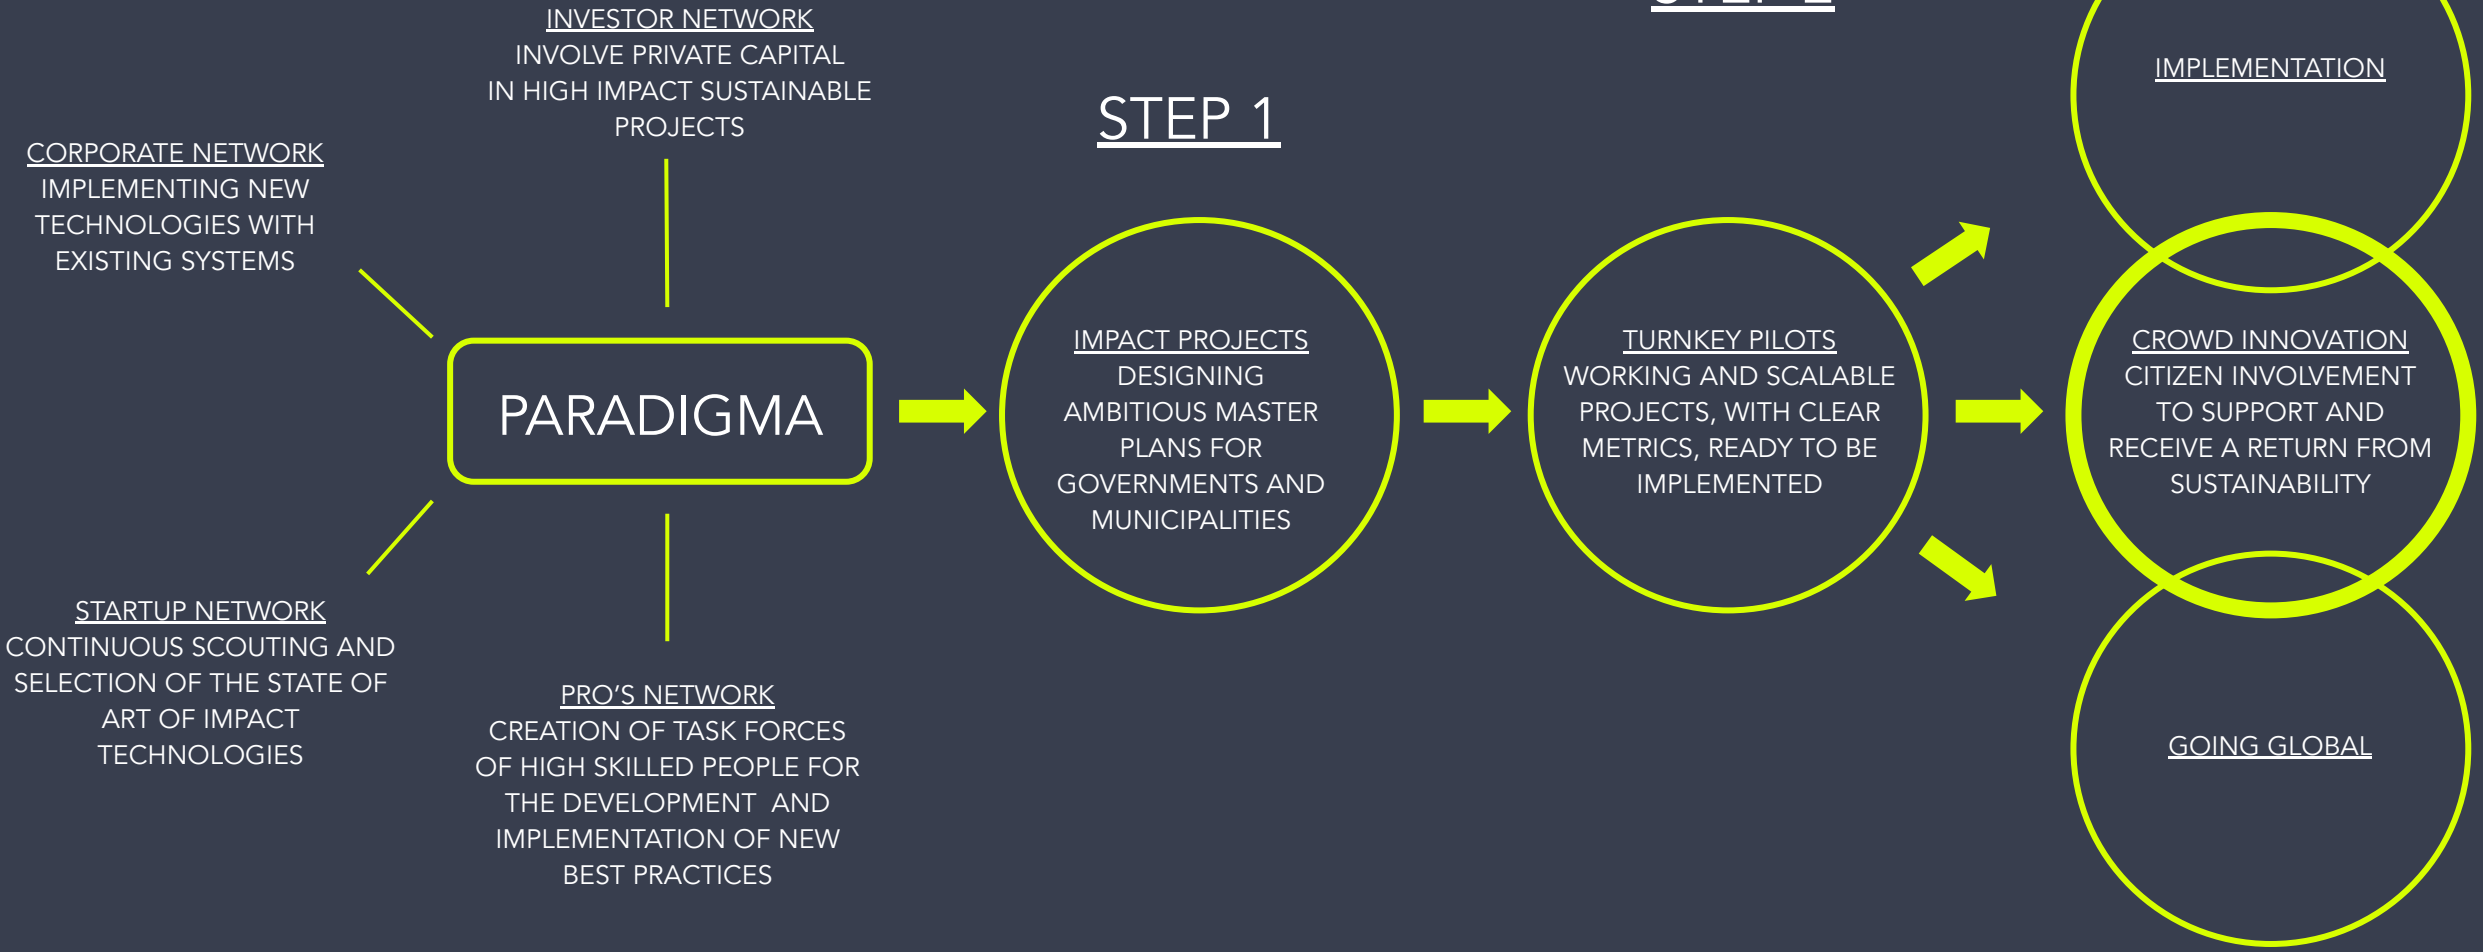 INVESTOR NETWORK
INVOLVE PRIVATE CAPITAL
IN HIGH IMPACT SUSTAINABLE
PROJECTS
CORPORATE NETWORK
IMPLEMENTING NEW
TECHNOLOGIES WITH
EXISTING SYSTEMS
PARADIGMA
STARTUP NETWORK
CONTINUOUS SCOUTING AND
SELECTION OF THE STATE OF
ART OF IMPACT
TECHNOLOGIES
PRO'S NETWORK
CREATION OF TASK FORCES
OF HIGH SKILLED PEOPLE FOR
THE DEVELOPMENT  AND
IMPLEMENTATION OF NEW
BEST PRACTICES
STEP 1
IMPACT PROJECTS
DESIGNING
AMBITIOUS MASTER
PLANS FOR
GOVERNMENTS AND
MUNICIPALITIES
STEP 2
TURNKEY PILOTS
WORKING AND SCALABLE
PROJECTS, WITH CLEAR
METRICS, READY TO BE
IMPLEMENTED
IMPLEMENTATION
CROWD INNOVATION
CITIZEN INVOLVEMENT
TO SUPPORT AND
RECEIVE A RETURN FROM
SUSTAINABILITY
GOING GLOBAL